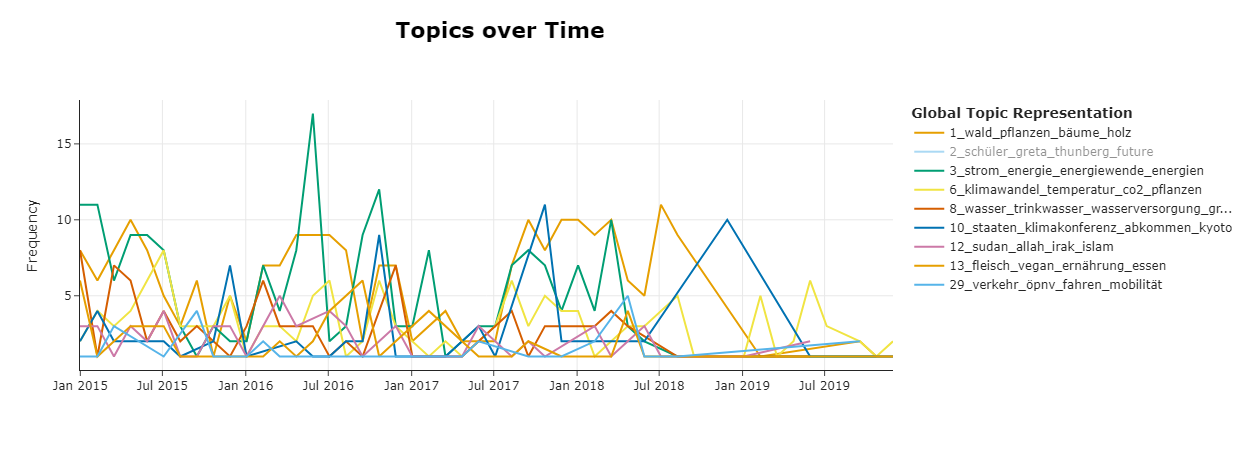 Topics over Time
Global Topic Representation
1_wald_pflanzen_bäume_holz
2_schüler_greta_thunberg_future
3_strom_energie_energiewende_energien
6_klimawandel_temperatur_co2_pflanzen
8_wasser_trinkwasser_wasserversorgung_gr...
10_staaten_klimakonferenz_abkommen_kyoto
12_sudan_allah_irak_islam
13_fleisch_vegan_ernährung_essen
29_verkehr_öpnv_fahren_mobilität
Frequency
15
10
5
Jan 2015 Jul 2015 Jan 2016 Jul 2016 Jan 2017 Jul 2017 Jan 2018 Jul 2018 Jan 2019 Jul 2019